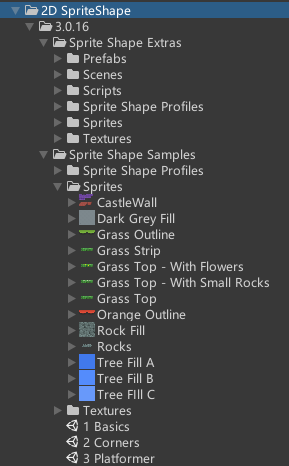 2D SpriteShape
3.0.16
Sprite Shape Extras
Prefabs
Scenes
Scripts
Sprite Shape Profiles
Sprites
Textures
Sprite Shape Samples
Sprite Shape Profiles
Sprites
CastleWall
Dark Grey Fill
Grass Outline
Grass Strip
Grass Top - With Flowers
Grass Top - With Small Rocks
Grass Top
Orange Outline
Rock Fill
Rocks
Tree Fill A
Tree Fill B
Tree FIll C
Textures
1 Basics
2 Corners
3 Platformer